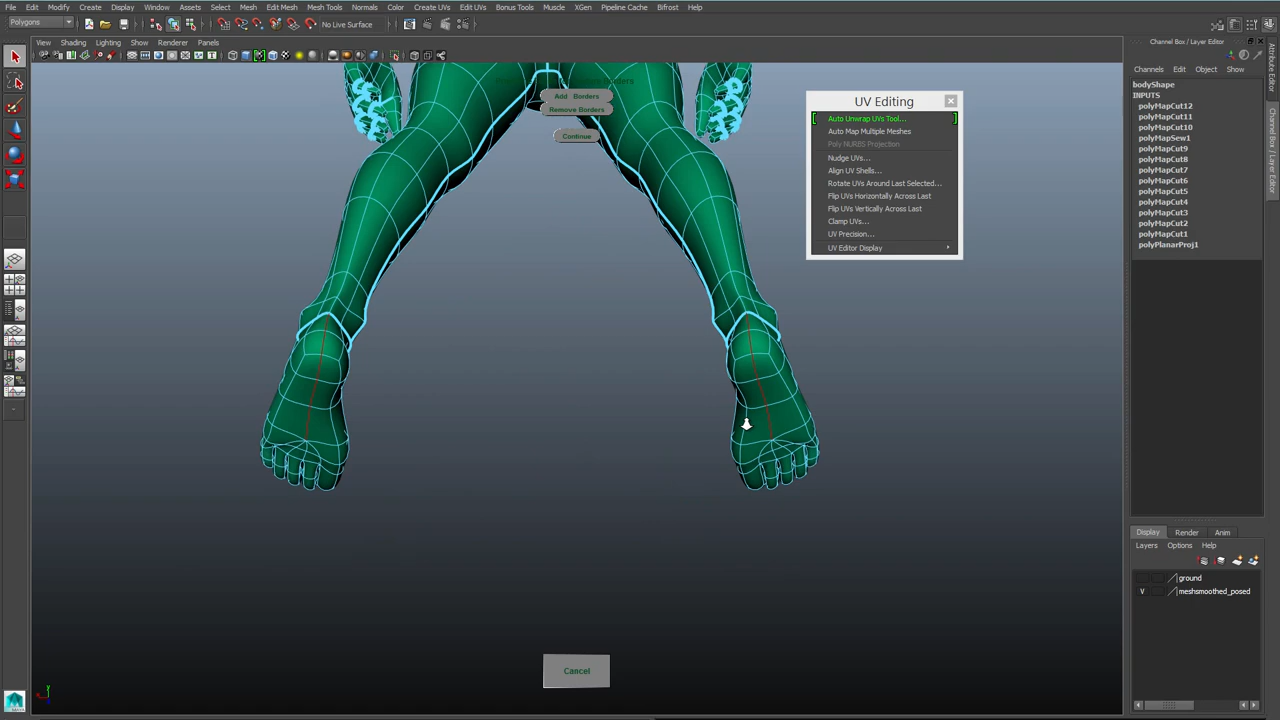 File Edit Modify Create Display Window Assets Select Mesh Edit Mesh Mesh Tools Normals Color Create UVs Edit UVs Bonus Tools Muscle XGen Pipeline Cache Bifrost Help
Polygons
No Live Surface
View Shading Lighting Show Renderer Panels
Add Borders
Remove Borders
Continue
UV Editing
Auto Unwrap UVs Tool...
Auto Map Multiple Meshes
Poly NURBS Projection
Nudge UVs...
Align UV Shells...
Rotate UVs Around Last Selected...
Flip UVs Horizontally Across Last
Flip UVs Vertically Across Last
Clamp UVs...
UV Precision...
UV Editor Display
Cancel
Channel Box / Layer Editor
Channels Edit Object Show
bodyShape
INPUTS
polyMapCut12
polyMapCut11
polyMapCut10
polyMapSew1
polyMapCut9
polyMapCut8
polyMapCut7
polyMapCut6
polyMapCut5
polyMapCut4
polyMapCut3
polyMapCut2
polyMapCut1
polyPlanarProj1
Display Render Anim
Layers Options Help
ground
V meshsmoothed_posed
Attribute Editor
Channel Box / Layer Editor